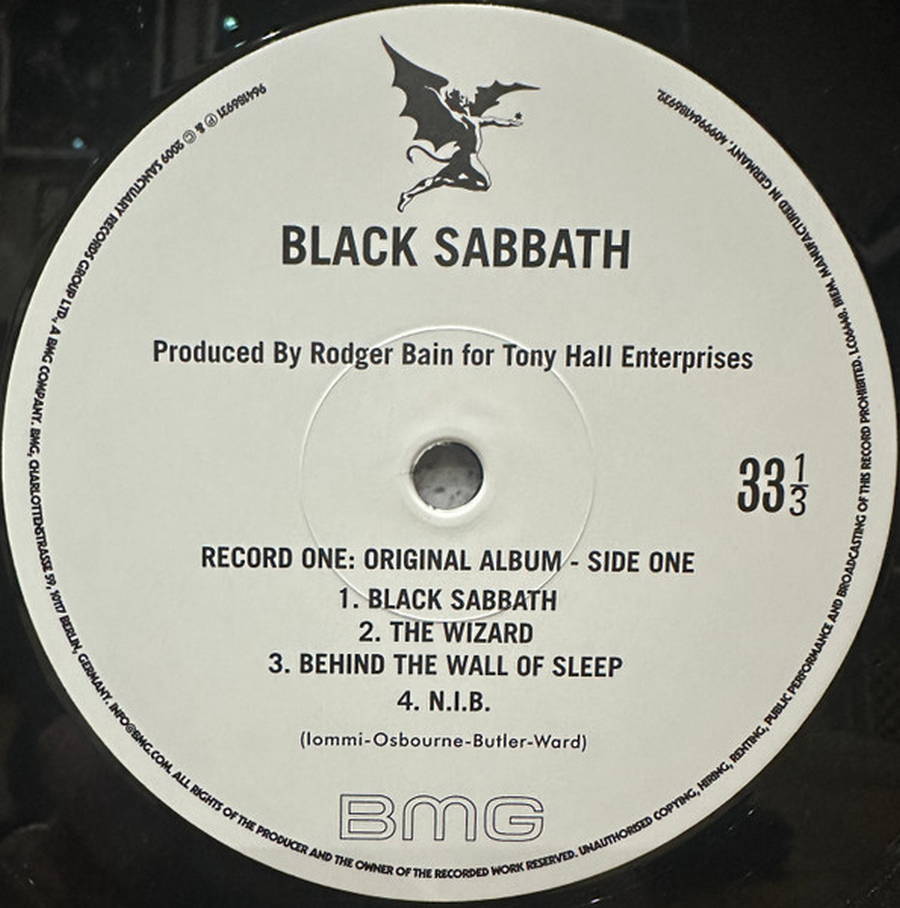 BLACK SABBATH
Produced By Rodger Bain for Tony Hall Enterprises
33 1/3
RECORD ONE: ORIGINAL ALBUM - SIDE ONE
1. BLACK SABBATH
2. THE WIZARD
3. BEHIND THE WALL OF SLEEP
4. N.I.B.
(Iommi-Osbourne-Butler-Ward)
BMG
964186931 ℗ & © 2009 SANCTUARY RECORDS GROUP LTD., A BMG COMPANY. BMG, CHARLOTTENSTRASSE 59, 10117 BERLIN, GERMANY. INFO@BMG.COM. ALL RIGHTS OF THE PRODUCER AND THE OWNER OF THE RECORDED WORK RESERVED. UNAUTHORISED COPYING, HIRING, RENTING, PUBLIC PERFORMANCE AND BROADCASTING OF THIS RECORD PROHIBITED. LC06448. BIEM. MANUFACTURED IN GERMANY. 4099964186932.